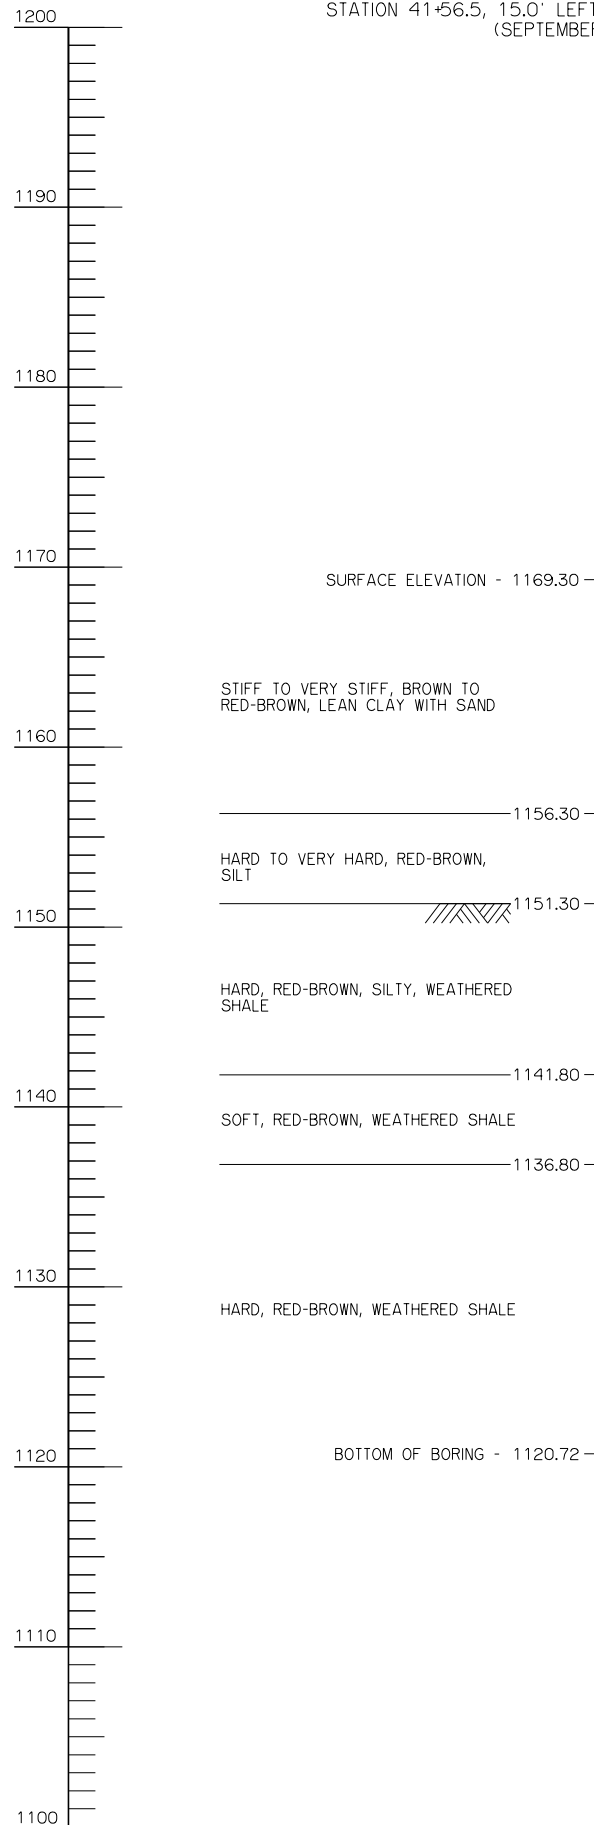 STATION 41+56.5, 15.0' LEFT
(SEPTEMBER
1200
1190
1180
1170
SURFACE ELEVATION - 1169.30
STIFF TO VERY STIFF, BROWN TO
RED-BROWN, LEAN CLAY WITH SAND
1160
1156.30
HARD TO VERY HARD, RED-BROWN,
SILT
1151.30
1150
HARD, RED-BROWN, SILTY, WEATHERED
SHALE
1141.80
1140
SOFT, RED-BROWN, WEATHERED SHALE
1136.80
1130
HARD, RED-BROWN, WEATHERED SHALE
BOTTOM OF BORING - 1120.72
1120
1110
1100